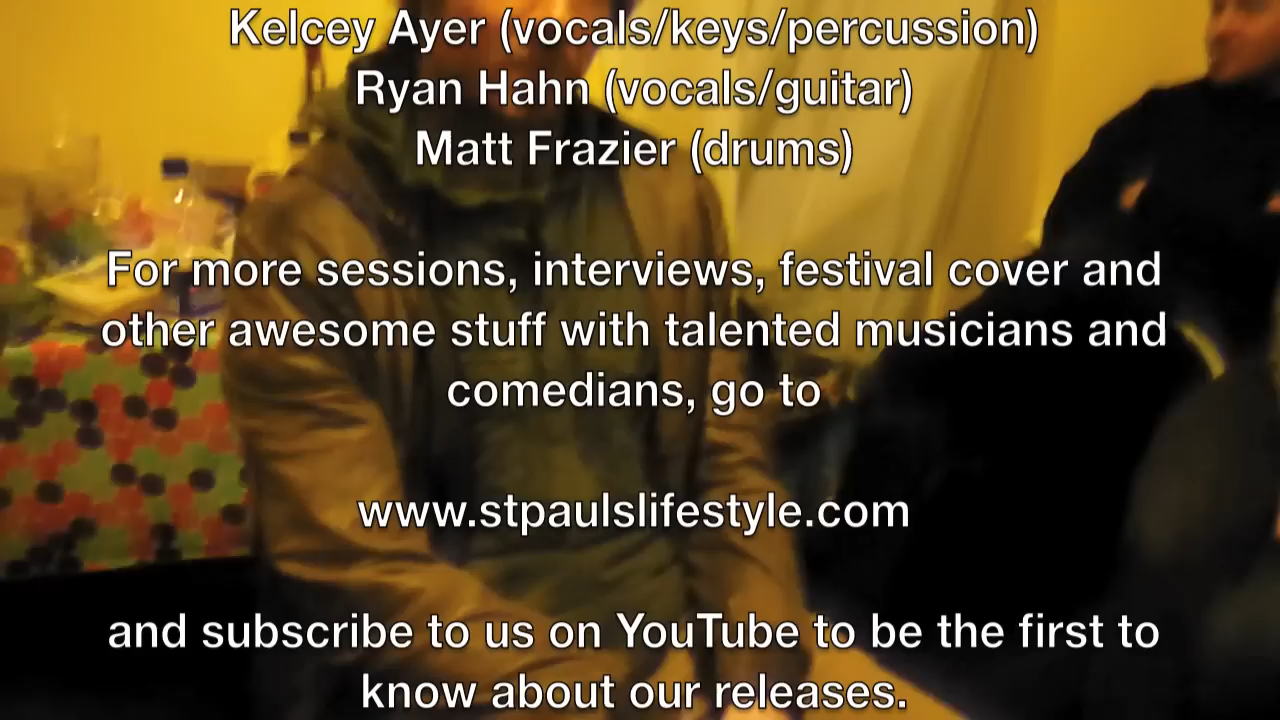 Kelcey Ayer (vocals/keys/percussion)
Ryan Hahn (vocals/guitar)
Matt Frazier (drums)
For more sessions, interviews, festival cover and
other awesome stuff with talented musicians and
comedians, go to
www.stpaulslifestyle.com
and subscribe to us on YouTube to be the first to
know about our releases.